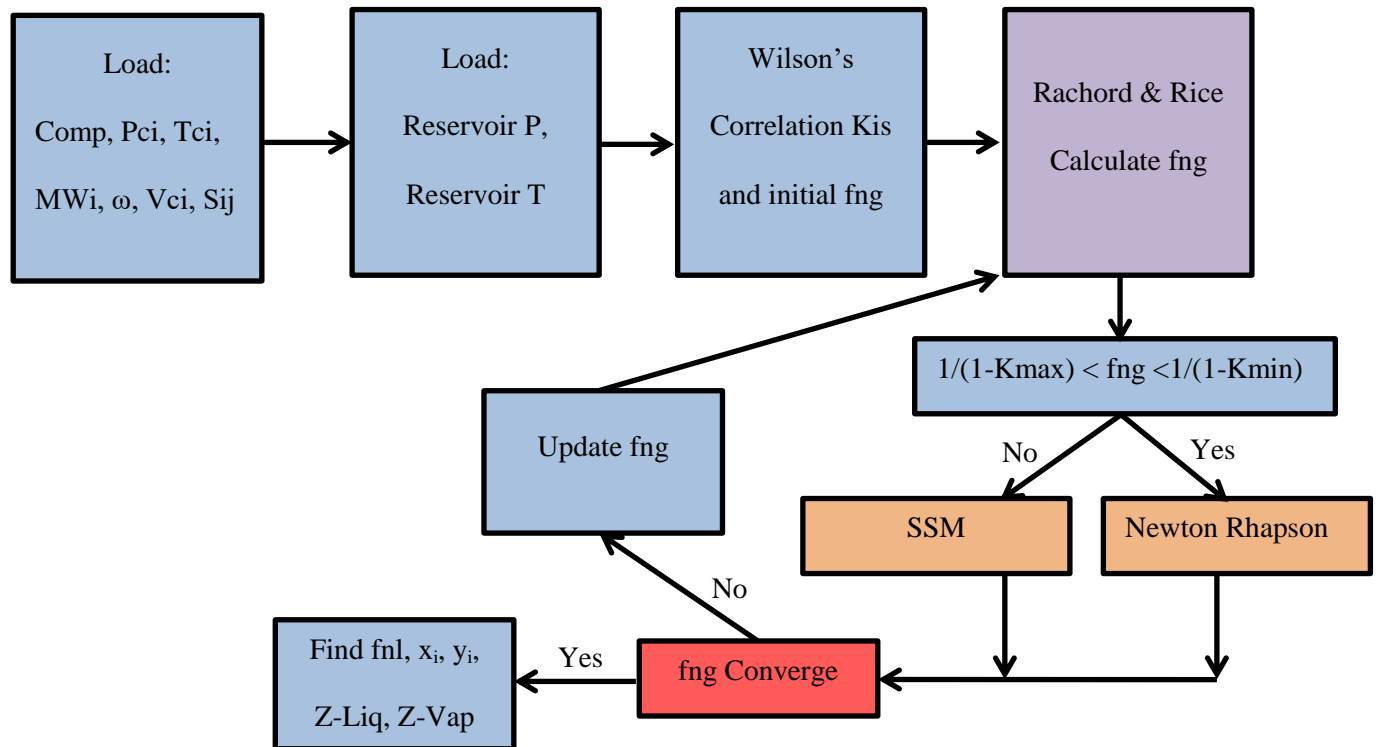 Load:
Comp, Pci, Tci,
MWi, ω, Vci, Sij
Load:
Reservoir P,
Reservoir T
Wilson’s
Correlation Kis
and initial fng
Rachord & Rice
Calculate fng
1/(1-Kmax) < fng <1/(1-Kmin)
No
Yes
SSM
Newton Rhapson
fng Converge
No
Update fng
Yes
Find fnl, xᵢ, yᵢ,
Z-Liq, Z-Vap